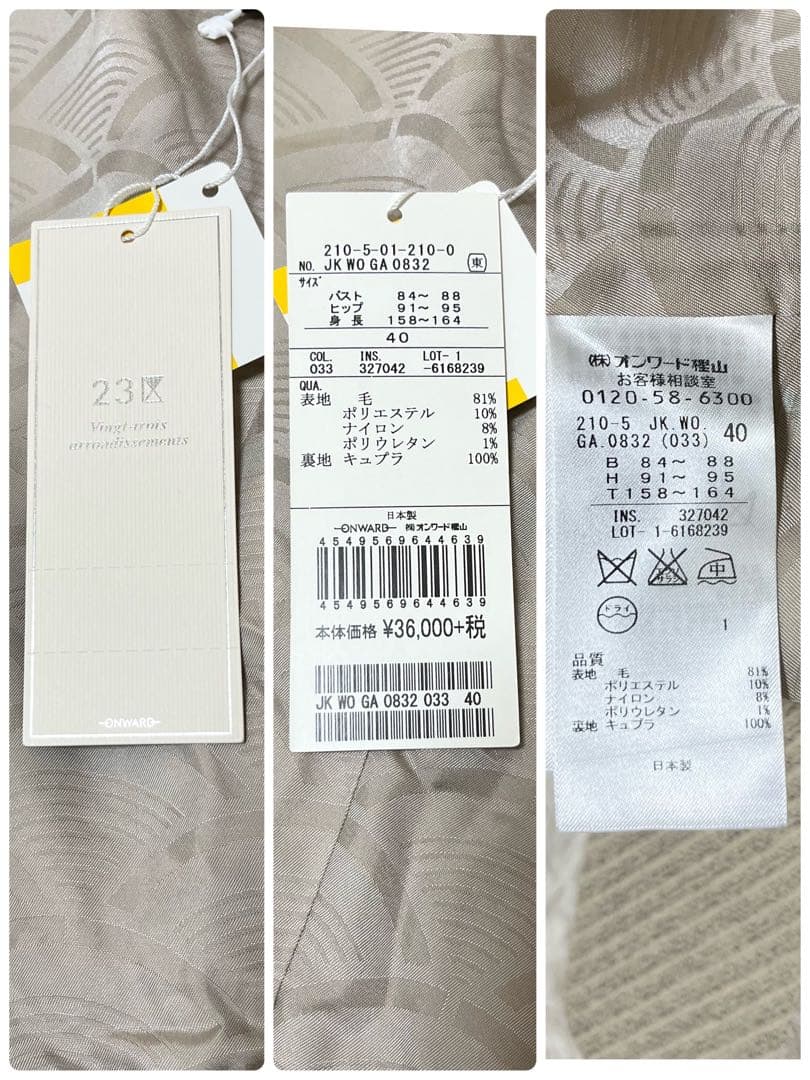 23区
Vingt-trois
arrondissements
ONWARD
210-5-01-210-0
NO. JK WO GA 0832 東
サイズ
バスト 84〜 88
ヒップ 91〜 95
身長 158〜164
40
COL. INS. LOT- 1
033 327042 -6168239
QUA.
表地 毛 81%
ポリエステル 10%
ナイロン 8%
ポリウレタン 1%
裏地 キュプラ 100%
日本製
ONWARD (株)オンワード樫山
4549569644639
4549569644639
本体価格 ¥36,000+税
JK WO GA 0832 033 40
(株)オンワード樫山
お客様相談室
0120-58-6300
210-5 JK.WO.
GA.0832 (033) 40
B 84〜 88
H 91〜 95
T 158〜164
INS. 327042
LOT- 1-6168239
エンソ
サラシ
中
ドライ
1
品質
表地 毛 81%
ポリエステル 10%
ナイロン 8%
ポリウレタン 1%
裏地 キュプラ 100%
日本製